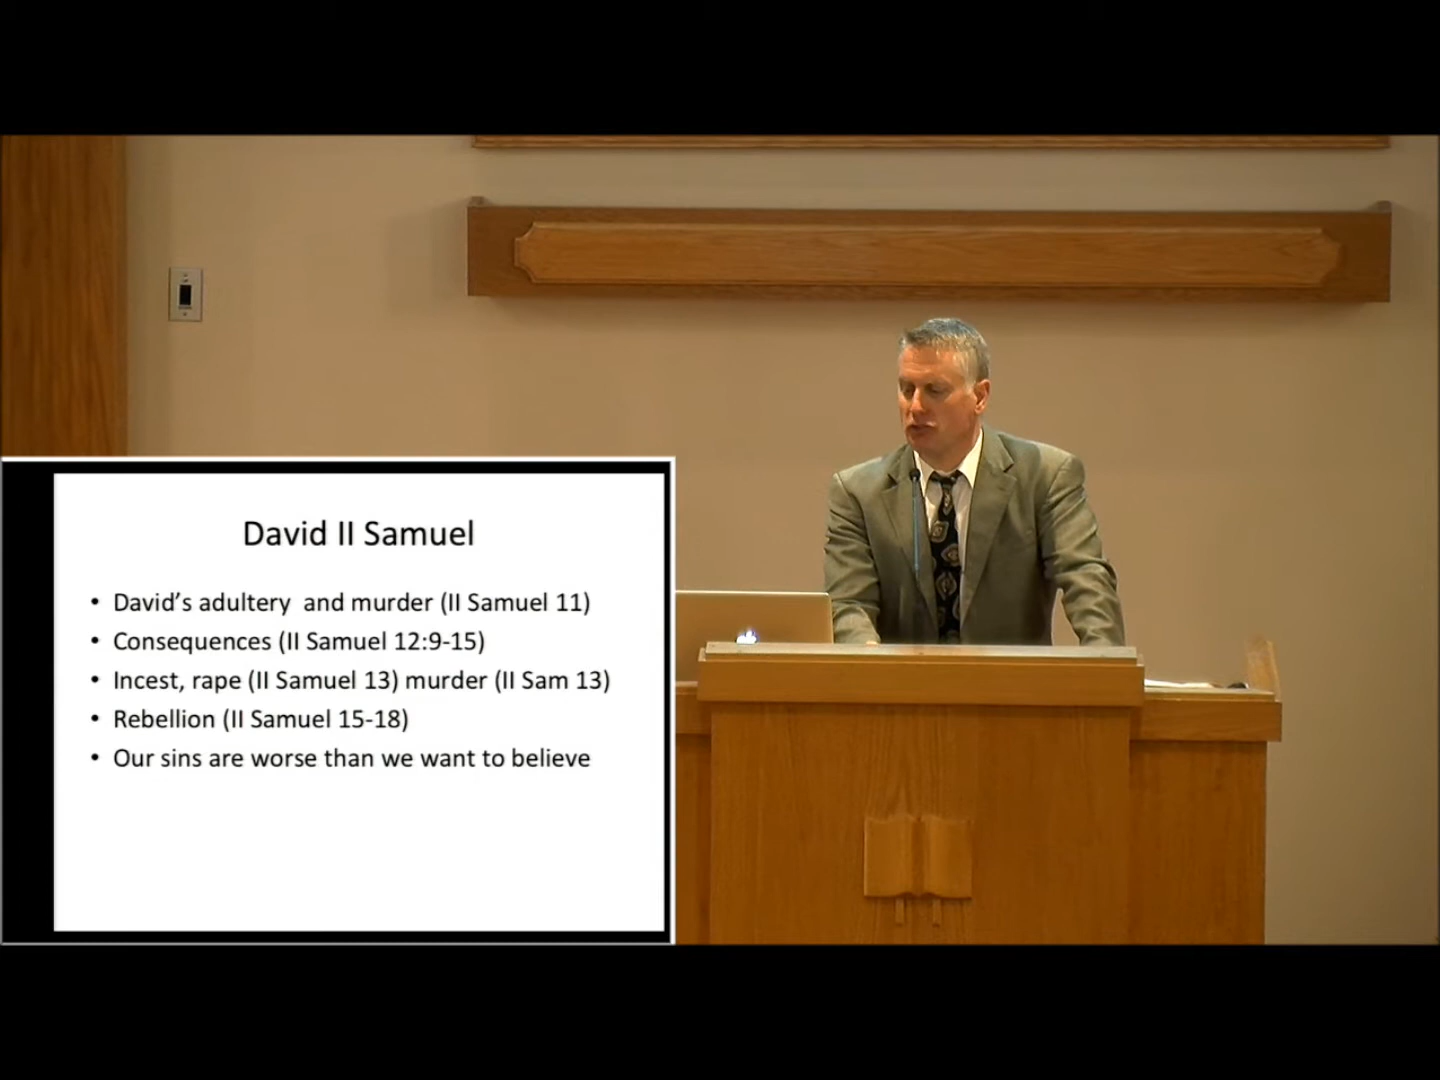 David II Samuel
• David's adultery  and murder (II Samuel 11)
• Consequences (II Samuel 12:9-15)
• Incest, rape (II Samuel 13) murder (II Sam 13)
• Rebellion (II Samuel 15-18)
• Our sins are worse than we want to believe